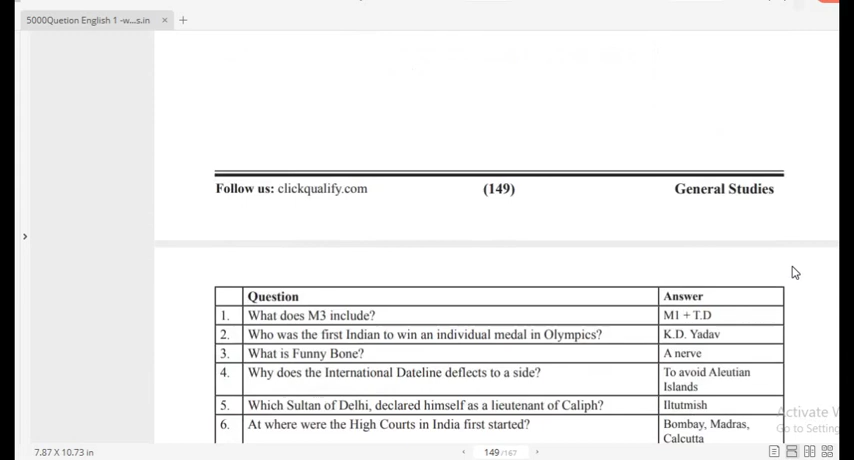 5000Quetion English 1 -w...s.in
Follow us: clickqualify.com (149) General Studies
Question Answer
1. What does M3 include? M1 + T.D
2. Who was the first Indian to win an individual medal in Olympics? K.D. Yadav
3. What is Funny Bone? A nerve
4. Why does the International Dateline deflects to a side? To avoid Aleutian
Islands
5. Which Sultan of Delhi, declared himself as a lieutenant of Caliph? Iltutmish
6. At where were the High Courts in India first started? Bombay, Madras,
Calcutta
Activate
Go to Setting
7.87 X 10.73 in 149 /167